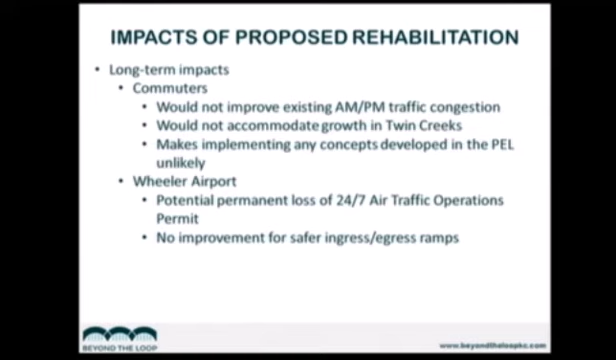 IMPACTS OF PROPOSED REHABILITATION
• Long-term impacts
• Commuters
• Would not improve existing AM/PM traffic congestion
• Would not accommodate growth in Twin Creeks
• Makes implementing any concepts developed in the PEL
unlikely
• Wheeler Airport
• Potential permanent loss of 24/7 Air Traffic Operations
Permit
• No improvement for safer ingress/egress ramps
BEYOND THE LOOP
www.beyondtheloopkc.com